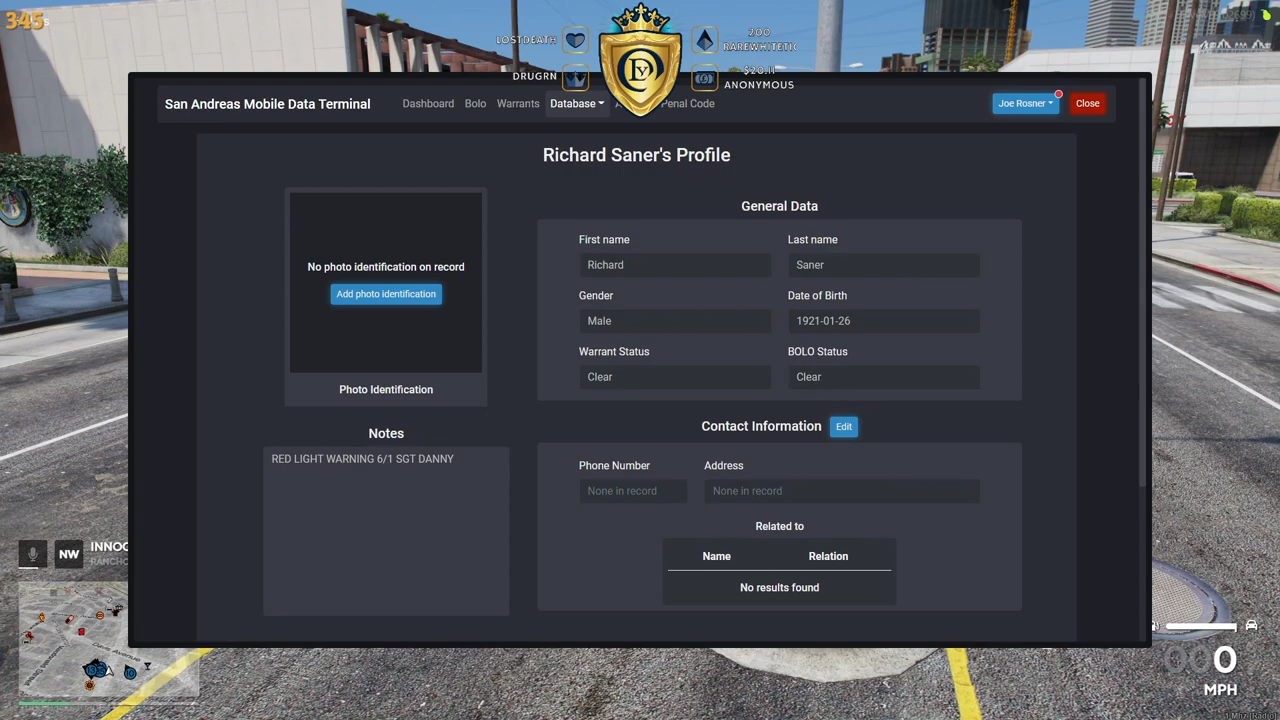 345s
LOSTDEATH
200
RAREWHITETIC
DRUGRN
$20.11
ANONYMOUS
San Andreas Mobile Data Terminal
Dashboard
Bolo
Warrants
Database
Penal Code
Joe Rosner
Close
Richard Saner's Profile
No photo identification on record
Add photo identification
Photo Identification
Notes
RED LIGHT WARNING 6/1 SGT DANNY
General Data
First name
Last name
Richard
Saner
Gender
Date of Birth
Male
1921-01-26
Warrant Status
BOLO Status
Clear
Clear
Contact Information
Edit
Phone Number
Address
None in record
None in record
Related to
Name
Relation
No results found
NW
INNOC
RANCHO
0
MPH